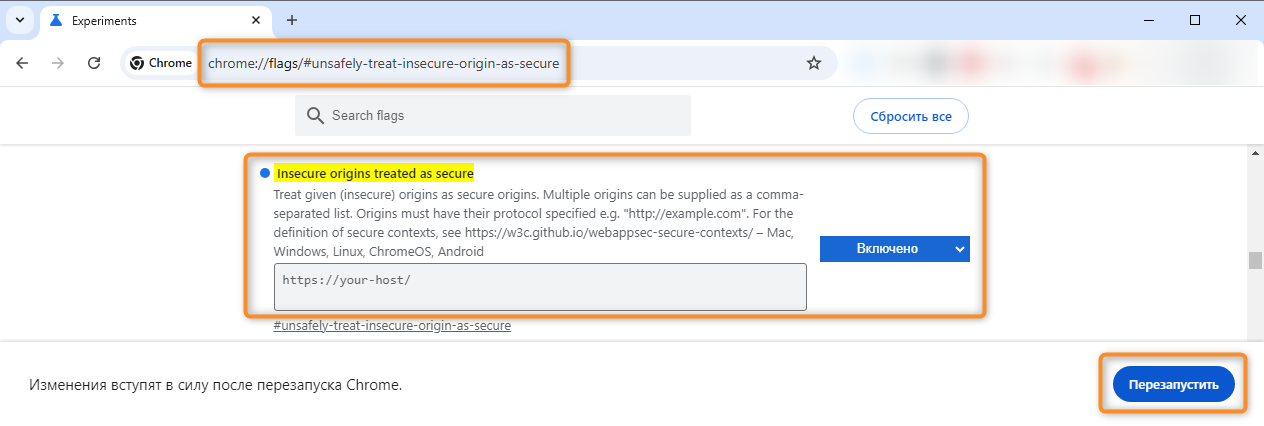 Experiments
Chrome
chrome://flags/#unsafely-treat-insecure-origin-as-secure
Search flags
Сбросить все
Insecure origins treated as secure
Treat given (insecure) origins as secure origins. Multiple origins can be supplied as a comma-
separated list. Origins must have their protocol specified e.g. "http://example.com". For the
definition of secure contexts, see https://w3c.github.io/webappsec-secure-contexts/ – Mac,
Windows, Linux, ChromeOS, Android
Включено
https://your-host/
#unsafely-treat-insecure-origin-as-secure
Изменения вступят в силу после перезапуска Chrome.
Перезапустить